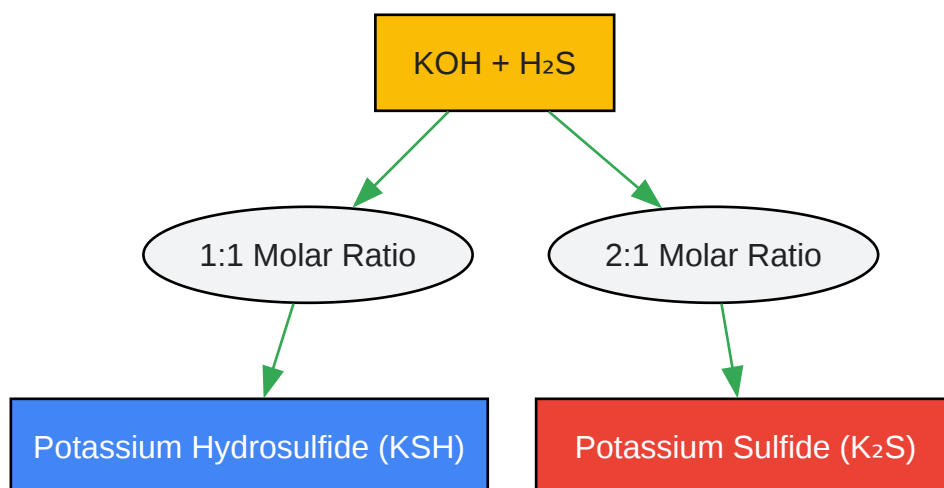 KOH + H₂S
1:1 Molar Ratio
2:1 Molar Ratio
Potassium Hydrosulfide (KSH)
Potassium Sulfide (K₂S)